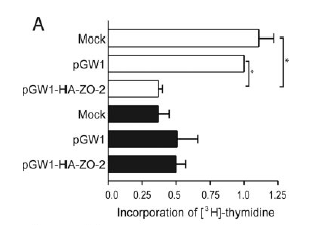 A
Mock
*
pGW1
*
pGW1-HA-ZO-2
Mock
pGW1
pGW1-HA-ZO-2
0.0 0.25 0.5 0.75 1.0 1.25
Incorporation of [³H]-thymidine